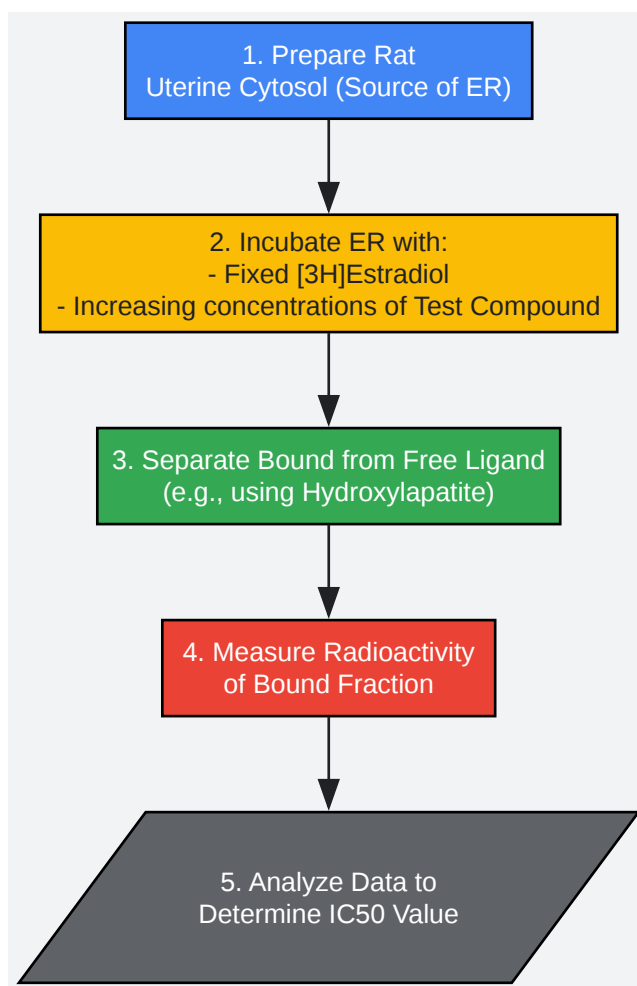 1. Prepare Rat
Uterine Cytosol (Source of ER)
2. Incubate ER with:
- Fixed [3H]Estradiol
- Increasing concentrations of Test Compound
3. Separate Bound from Free Ligand
(e.g., using Hydroxylapatite)
4. Measure Radioactivity
of Bound Fraction
5. Analyze Data to
Determine IC50 Value